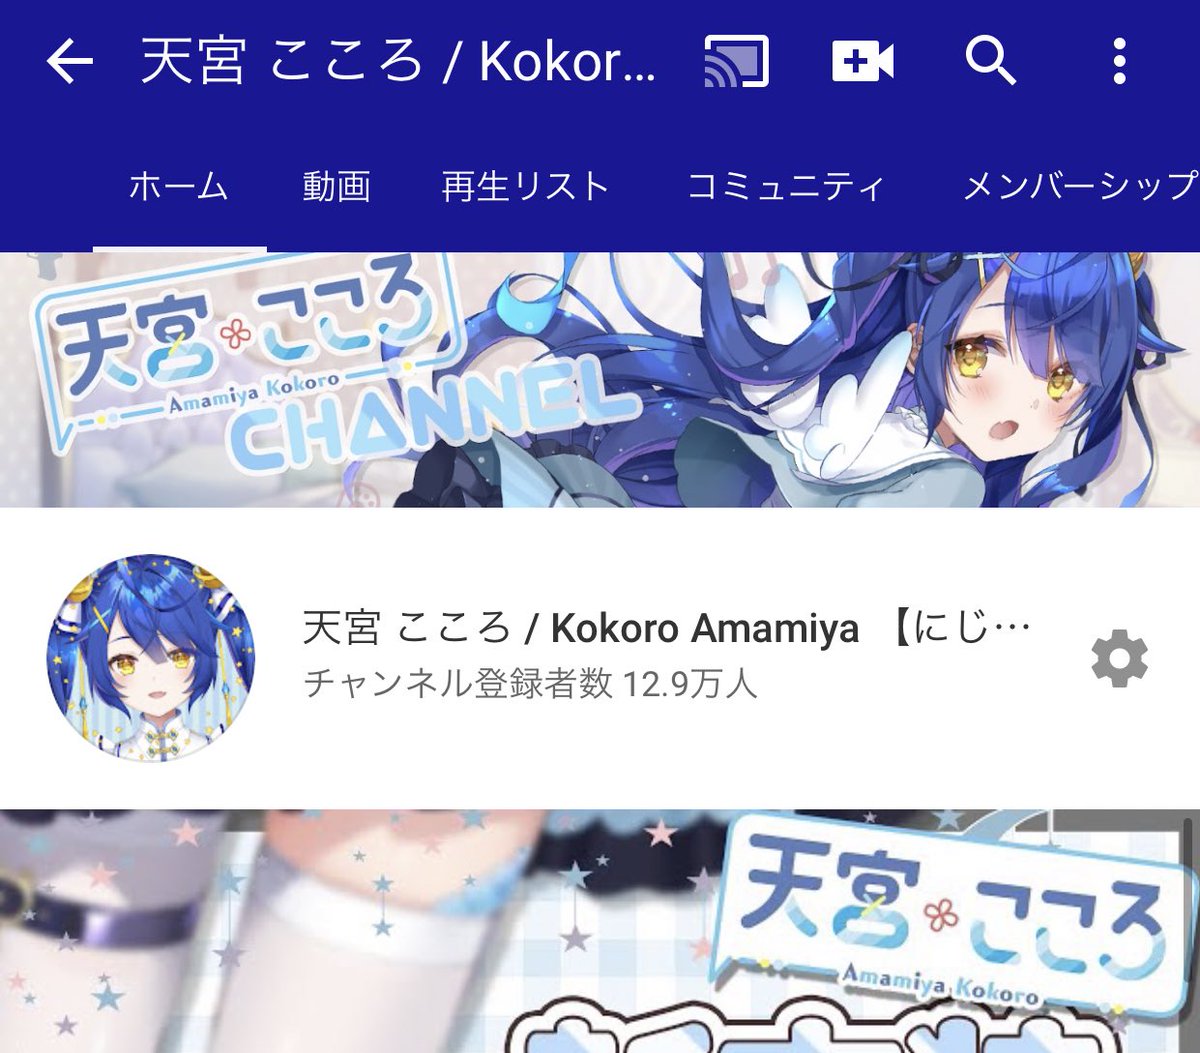 天宮 こころ / Kokor...
ホーム 動画 再生リスト コミュニティ メンバーシップ
天宮 こころ
Amamiya Kokoro
CHANNEL
天宮 こころ / Kokoro Amamiya 【にじ…
チャンネル登録者数 12.9万人
天宮 こころ
Amamiya Kokoro